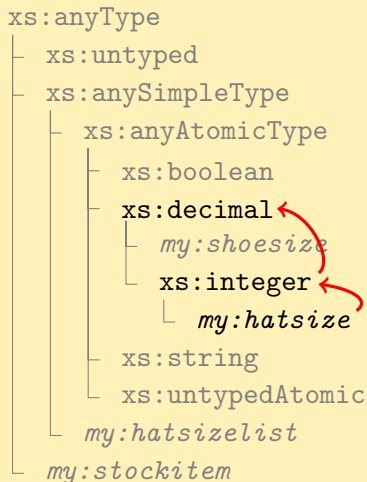 xs:anyType
xs:untyped
xs:anySimpleType
xs:anyAtomicType
xs:boolean
xs:decimal
my:shoesize
xs:integer
my:hatsize
xs:string
xs:untypedAtomic
my:hatsizelist
my:stockitem